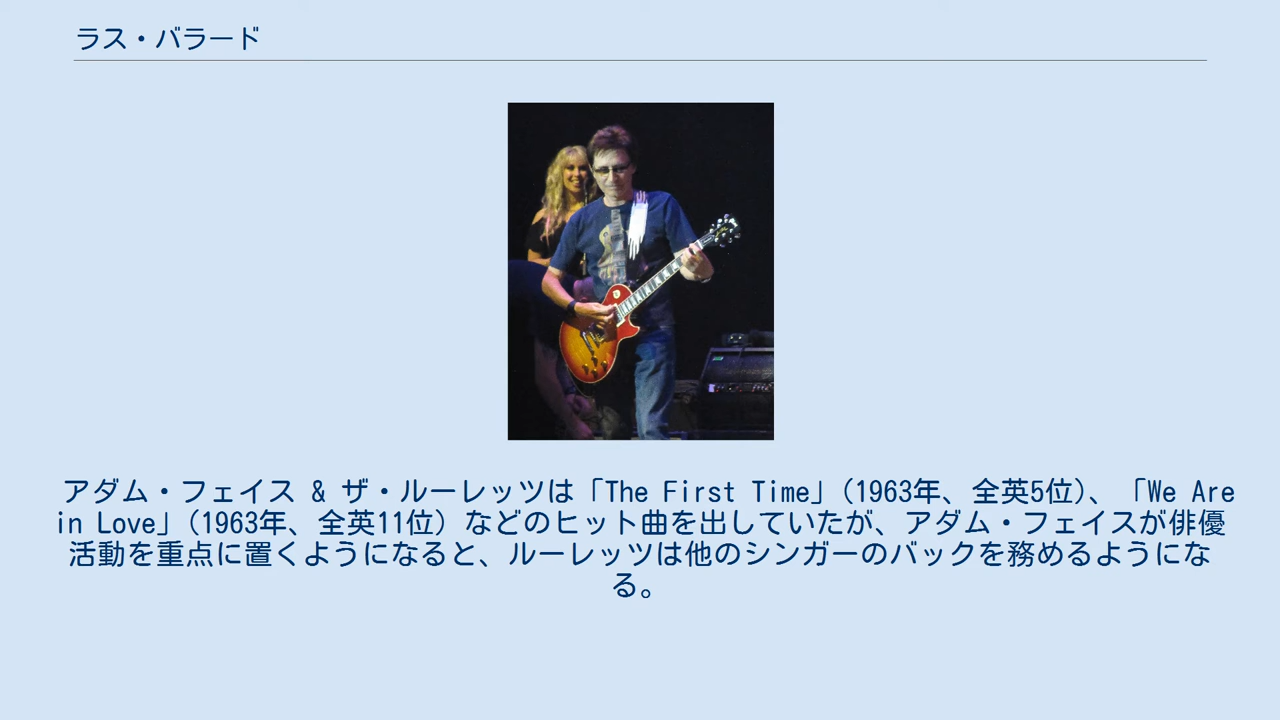 ラス・バラード
アダム・フェイス & ザ・ルーレッツは「The First Time」(1963年、全英5位)、「We Are
in Love」(1963年、全英11位) などのヒット曲を出していたが、アダム・フェイスが俳優
活動を重点に置くようになると、ルーレッツは他のシンガーのバックを務めるようにな
る。